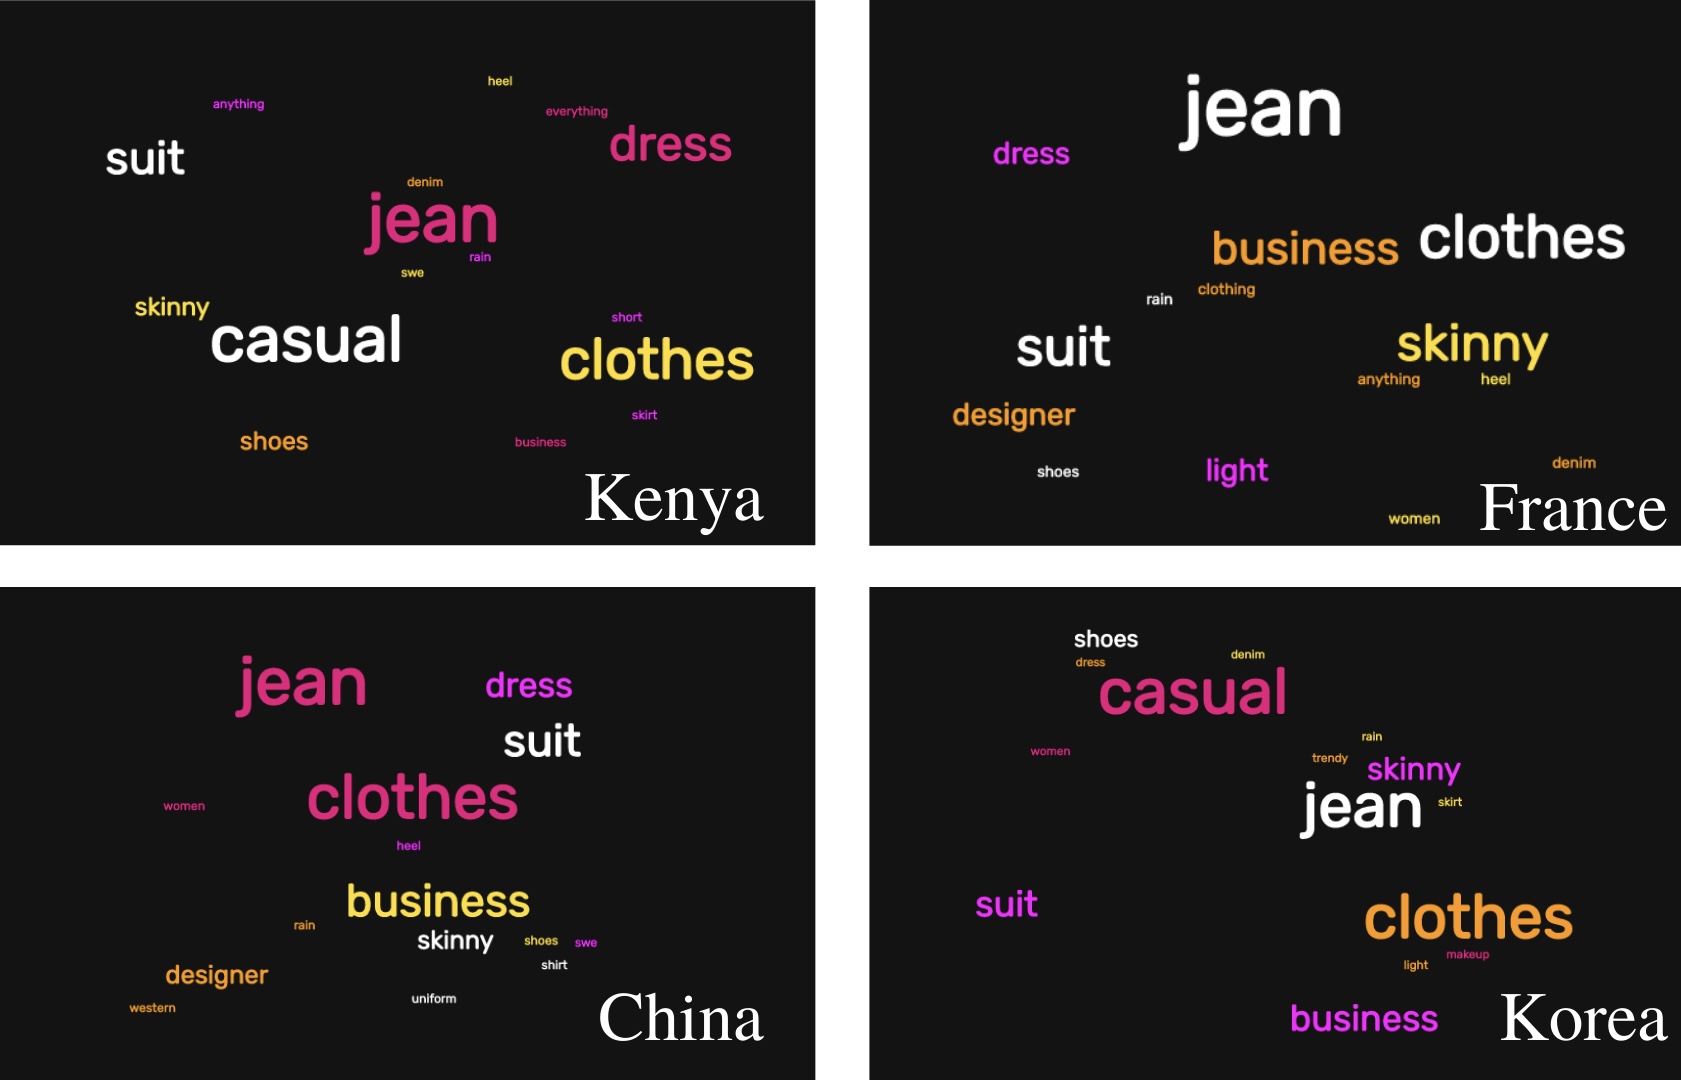 heel
anything
everything
suit
dress
denim
jean
rain
swe
skinny
casual
short
clothes
skirt
shoes
business
Kenya
jean
dress
business clothes
clothing
rain
suit
skinny
anything heel
designer
shoes
light
denim
women
France
jean
dress
suit
clothes
women
heel
business
rain
skinny
shoes swe
shirt
designer
uniform
western
China
shoes
dress
denim
casual
rain
women
trendy
skinny
jean
skirt
suit
clothes
makeup
light
business
Korea